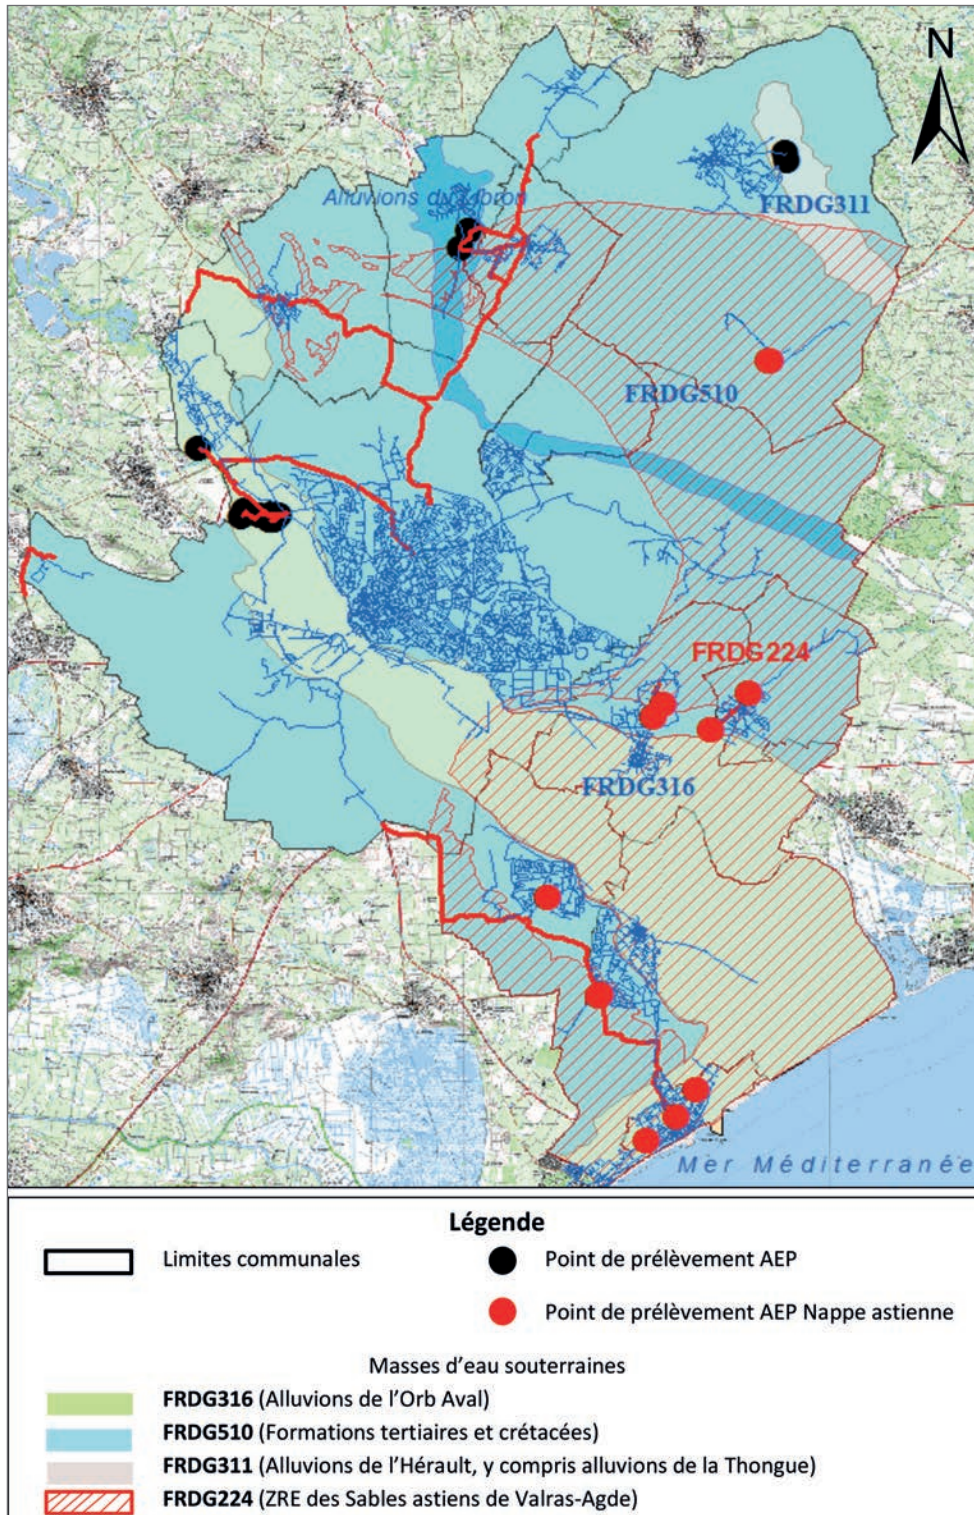 N
Alluvions du Libron
FRDG311
FRDG510
FRDG224
FRDG316
Mer Méditerranée
Légende
Limites communales
Point de prélèvement AEP
Point de prélèvement AEP Nappe astienne
Masses d'eau souterraines
FRDG316 (Alluvions de l'Orb Aval)
FRDG510 (Formations tertiaires et crétacées)
FRDG311 (Alluvions de l'Hérault, y compris alluvions de la Thongue)
FRDG224 (ZRE des Sables astiens de Valras-Agde)